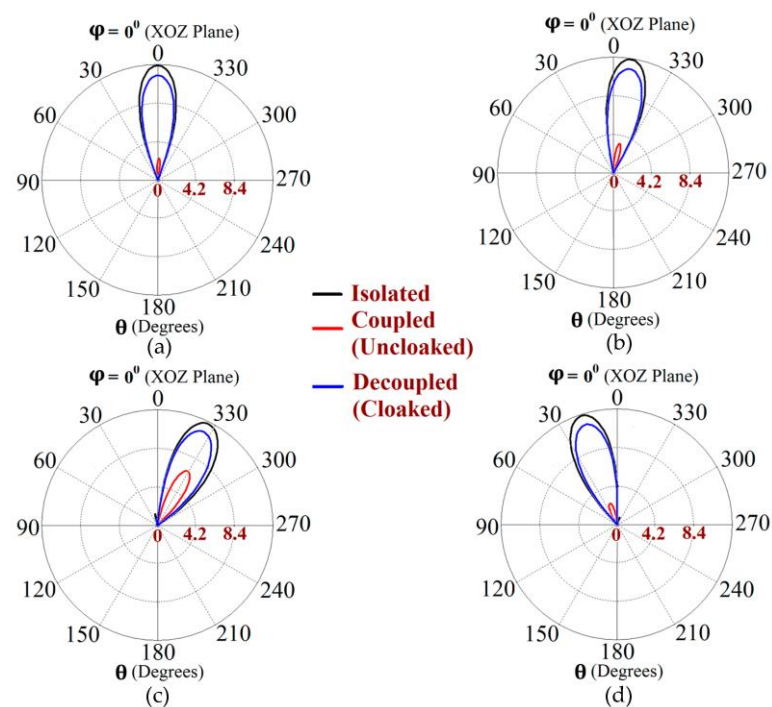 φ = 0⁰ (XOZ Plane)
0
30 330
60 300
90 270
0 4.2 8.4
120 240
150 210
180
θ (Degrees)
(a)
φ = 0⁰ (XOZ Plane)
0
30 330
60 300
90 270
0 4.2 8.4
120 240
150 210
180
θ (Degrees)
(b)
Isolated
Coupled
(Uncloaked)
Decoupled
(Cloaked)
φ = 0⁰ (XOZ Plane)
0
30 330
60 300
90 270
0 4.2 8.4
120 240
150 210
180
θ (Degrees)
(c)
φ = 0⁰ (XOZ Plane)
0
30 330
60 300
90 270
0 4.2 8.4
120 240
150 210
180
θ (Degrees)
(d)